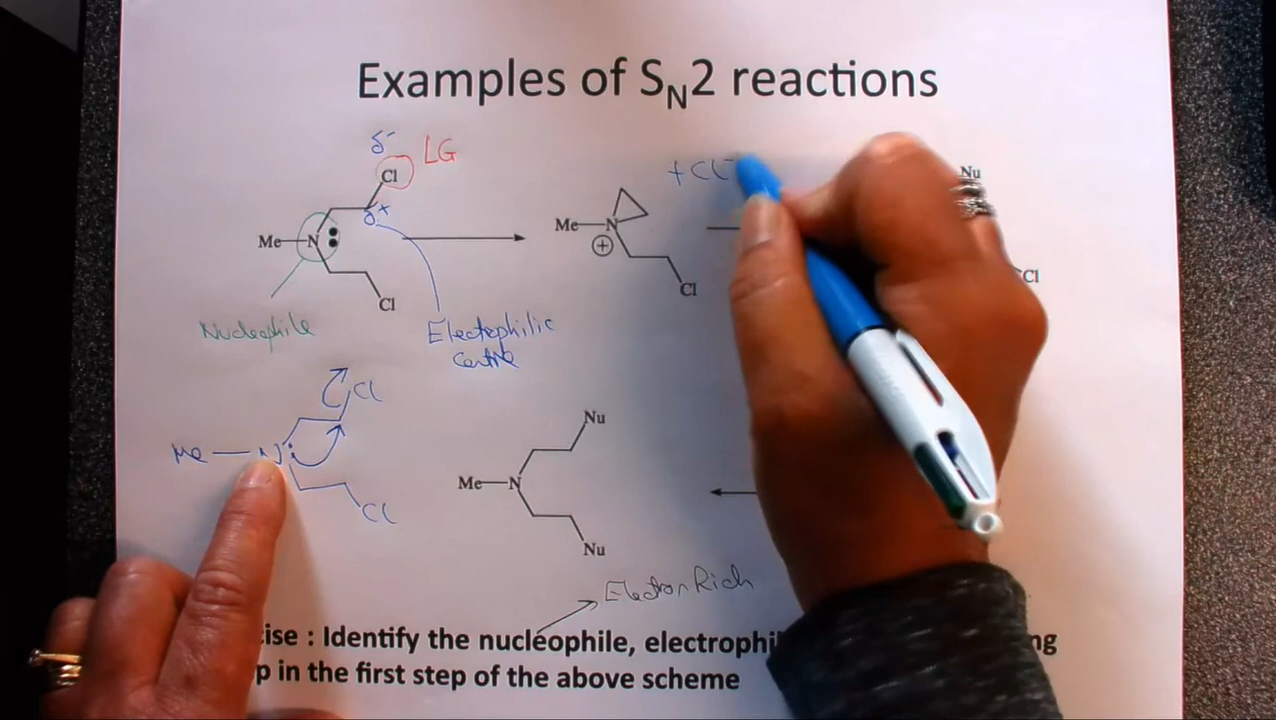 Examples of SN2 reactions
δ-
LG
Cl
δ+
Me—N
Cl
Nucleophile
Electophilic
Centre
+Cl-
Me—N
+
Cl
Nu
Cl
Cl
Me—N
Cl
Nu
Me—N
Nu
Electron Rich
ise : Identify the nucleophile, electrophi ng
p in the first step of the above scheme